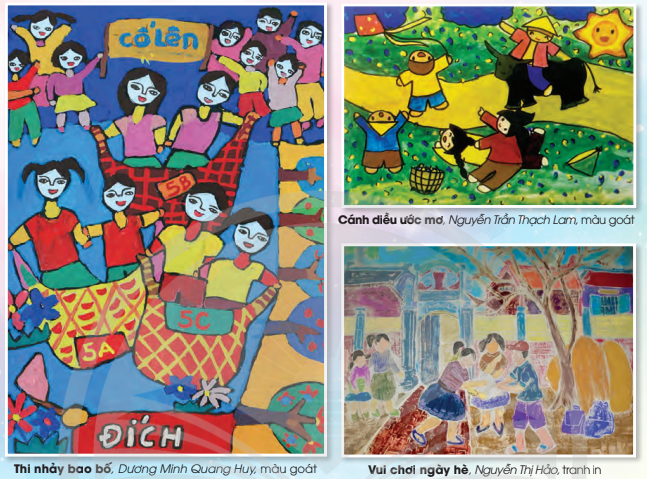 CỐ LÊN
5B
5A
5C
ĐÍCH
Thi nhảy bao bố, Dương Minh Quang Huy, màu goát
Cánh diều ước mơ, Nguyễn Trần Thạch Lam, màu goát
Vui chơi ngày hè, Nguyễn Thị Hảo, tranh in